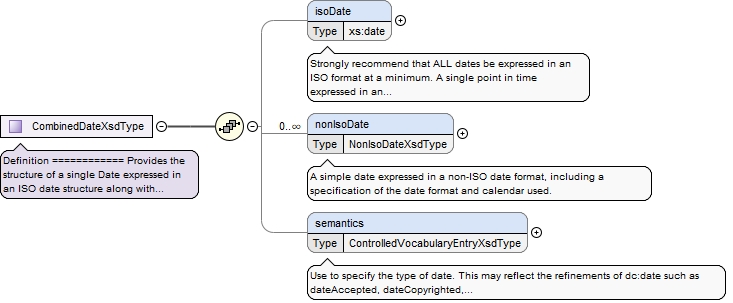 isoDate
Type xs:date
Strongly recommend that ALL dates be expressed in an
ISO format at a minimum. A single point in time
expressed in an...
CombinedDateXsdType
Definition ============ Provides the
structure of a single Date expressed in
an ISO date structure along with...
0..∞
nonIsoDate
Type NonIsoDateXsdType
A simple date expressed in a non-ISO date format, including a
specification of the date format and calendar used.
semantics
Type ControlledVocabularyEntryXsdType
Use to specify the type of date. This may reflect the refinements of dc:date such as
dateAccepted, dateCopyrighted,...